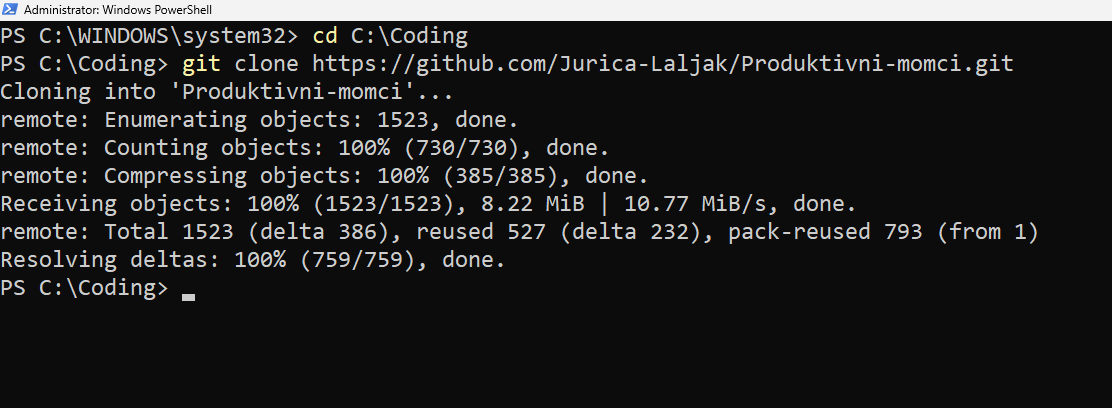 Administrator: Windows PowerShell
PS C:\WINDOWS\system32> cd C:\Coding
PS C:\Coding> git clone https://github.com/Jurica-Laljak/Produktivni-momci.git
Cloning into 'Produktivni-momci'...
remote: Enumerating objects: 1523, done.
remote: Counting objects: 100% (730/730), done.
remote: Compressing objects: 100% (385/385), done.
Receiving objects: 100% (1523/1523), 8.22 MiB | 10.77 MiB/s, done.
remote: Total 1523 (delta 386), reused 527 (delta 232), pack-reused 793 (from 1)
Resolving deltas: 100% (759/759), done.
PS C:\Coding>